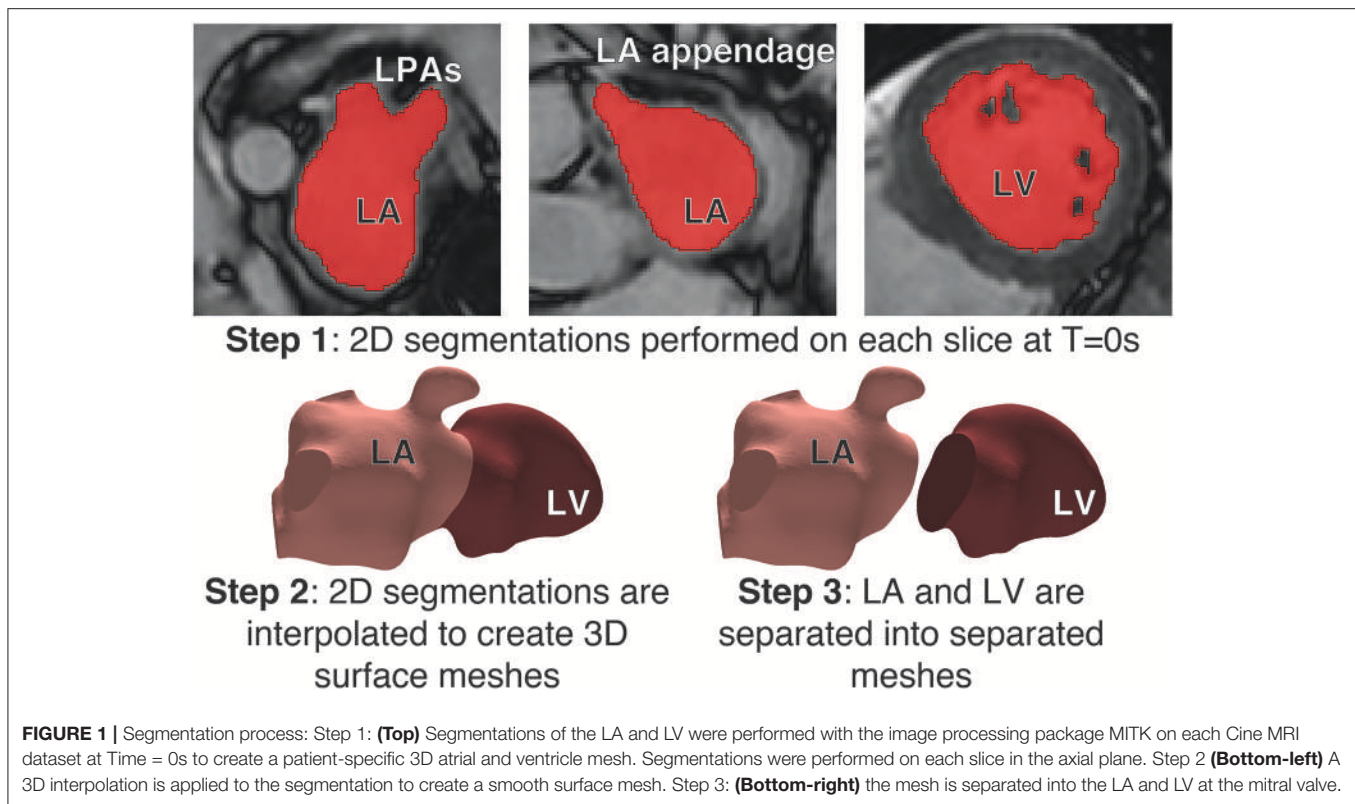 LPAs
LA
LA appendage
LA
LV
Step 1: 2D segmentations performed on each slice at T=0s
LA
LV
LA
LV
Step 2: 2D segmentations are
interpolated to create 3D
surface meshes
Step 3: LA and LV are
separated into separated
meshes
FIGURE 1 | Segmentation process: Step 1: (Top) Segmentations of the LA and LV were performed with the image processing package MITK on each Cine MRI
dataset at Time = 0s to create a patient-specific 3D atrial and ventricle mesh. Segmentations were performed on each slice in the axial plane. Step 2 (Bottom-left) A
3D interpolation is applied to the segmentation to create a smooth surface mesh. Step 3: (Bottom-right) the mesh is separated into the LA and LV at the mitral valve.